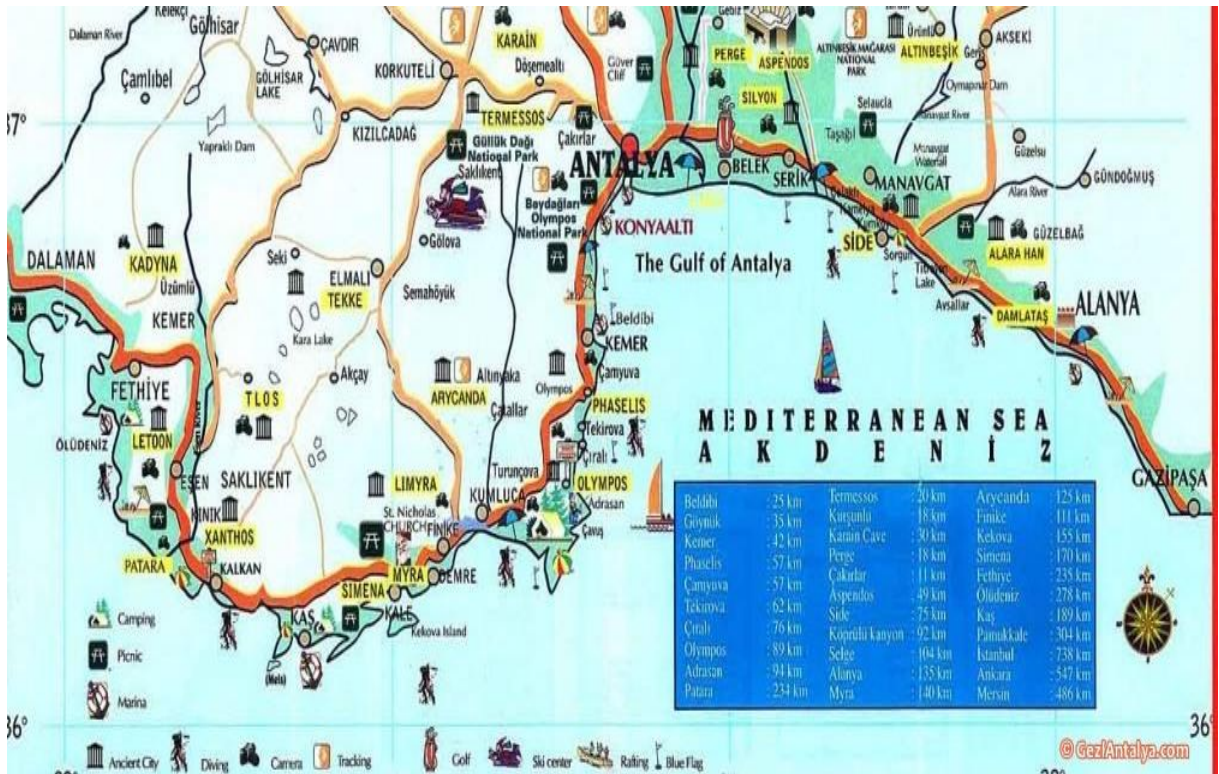 Gölhisar
Dalaman River
ÇAVDIR
Çamlıbel
GÖLHİSAR
LAKE
KORKUTELİ
KARAİN
Döşemealtı
Güver
Cliff
PERGE
ASPENDOS
ALTINBEŞİK MAĞARASI
NATIONAL
PARK
Ürünlü
ALTINBEŞİK
AKSEKİ
Oymapınar Dam
SILYON
Selaucla
Manavgat River
37°
KIZILCADAĞ
TERMESSOS
Çakırlar
Taşağıl
Yapraklı Dam
Güllük Dağı
National Park
Saklıkent
ANTALYA
BELEK
SERİK
Manavgat
Waterfall
Güzelsu
MANAVGAT
Alara River
GÜNDOĞMUŞ
Baydağları
Olympos
National Park
KONYAALTI
SİDE
Sorgun
GÜZELBAĞ
ALARA HAN
DALAMAN
KADYNA
Üzümlü
Seki
Gölova
ELMALI
TEKKE
Semahöyük
The Gulf of Antalya
Titreyen
Lake
Avsallar
DAMLATAŞ
ALANYA
KEMER
Kara Lake
Beldibi
KEMER
FETHİYE
TLOS
Akçay
ARYCANDA
Altunyaka
Çatallar
Olympos
Çamyuva
PHASELIS
ÖLÜDENİZ
LETOON
Tekirova
Çıralı
MEDITERRANEAN SEA
AKDENİZ
EŞEN
SAKLIKENT
LIMYRA
Turunçova
KUMLUCA
OLYMPOS
Adrasan
Çavuş
GAZİPAŞA
KINIK
XANTHOS
St. Nicholas
CHURCH
FİNİKE
PATARA
KALKAN
SIMENA
MYRA
DEMRE
KALE
KAŞ
Kekova Island
(Meis)
Beldibi : 25 km
Göynük : 35 km
Kemer : 42 km
Phaselis : 57 km
Çamyuva : 57 km
Tekirova : 62 km
Çıralı : 76 km
Olympos : 89 km
Adrasan : 94 km
Patara : 234 km
Termessos : 20 km
Kurşunlu : 18 km
Karain Cave : 30 km
Perge : 18 km
Çakırlar : 11 km
Aspendos : 49 km
Side : 75 km
Köprülü kanyon : 92 km
Selge : 104 km
Alanya : 135 km
Myra : 140 km
Arycanda : 125 km
Finike : 111 km
Kekova : 155 km
Simena : 170 km
Fethiye : 235 km
Ölüdeniz : 278 km
Kaş : 189 km
Pamukkale : 304 km
İstanbul : 738 km
Ankara : 547 km
Mersin : 486 km
Camping
Picnic
Marina
36°
36°
Ancient City
Diving
Camera
Tracking
Golf
Ski center
Rafting
Blue Flag
© GeziAntalya.com